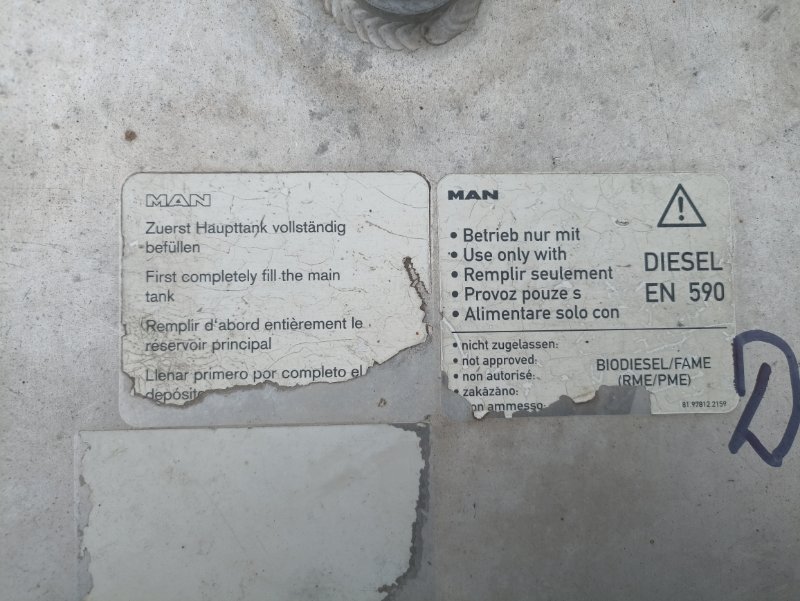 MAN
Zuerst Haupttank vollständig
befüllen
First completely fill the main
tank
Remplir d'abord entièrement le
réservoir principal
Llenar primero por completo el
MAN
• Betrieb nur mit
• Use only with
• Remplir seulement
• Provoz pouze s
• Alimentare solo con
DIESEL
EN 590
• nicht zugelassen:
• not approved:
• non autorisé:
• zakázáno:
ammesso:
BIODIESEL/FAME
(RME/PME)
81.97812.2159
D